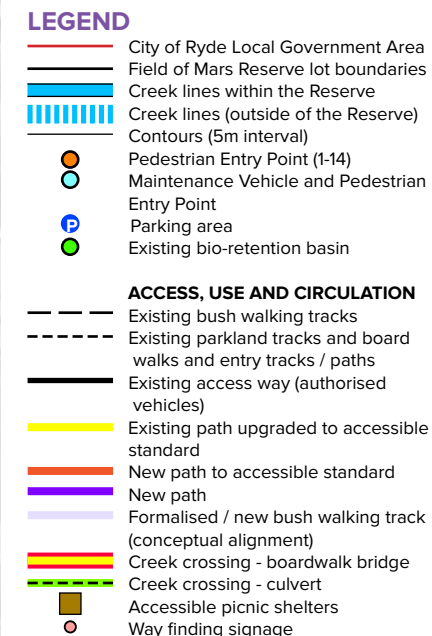 LEGEND
City of Ryde Local Government Area
Field of Mars Reserve lot boundaries
Creek lines within the Reserve
Creek lines (outside of the Reserve)
Contours (5m interval)
Pedestrian Entry Point (1-14)
Maintenance Vehicle and Pedestrian
Entry Point
P Parking area
Existing bio-retention basin
ACCESS, USE AND CIRCULATION
Existing bush walking tracks
Existing parkland tracks and board
walks and entry tracks / paths
Existing access way (authorised
vehicles)
Existing path upgraded to accessible
standard
New path to accessible standard
New path
Formalised / new bush walking track
(conceptual alignment)
Creek crossing - boardwalk bridge
Creek crossing - culvert
Accessible picnic shelters
Way finding signage